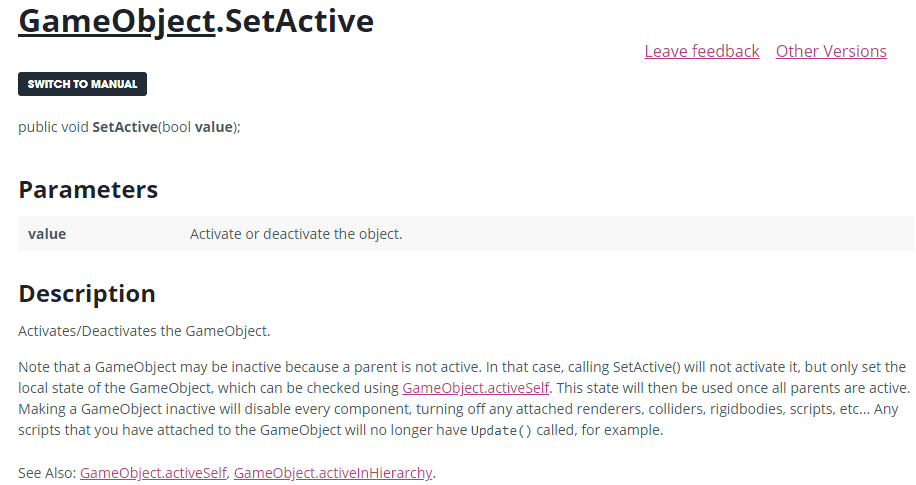 GameObject.SetActive
Leave feedback Other Versions
SWITCH TO MANUAL
public void SetActive(bool value);
Parameters
value Activate or deactivate the object.
Description
Activates/Deactivates the GameObject.
Note that a GameObject may be inactive because a parent is not active. In that case, calling SetActive() will not activate it, but only set the
local state of the GameObject, which can be checked using GameObject.activeSelf. This state will then be used once all parents are active.
Making a GameObject inactive will disable every component, turning off any attached renderers, colliders, rigidbodies, scripts, etc... Any
scripts that you have attached to the GameObject will no longer have Update() called, for example.
See Also: GameObject.activeSelf, GameObject.activeInHierarchy.